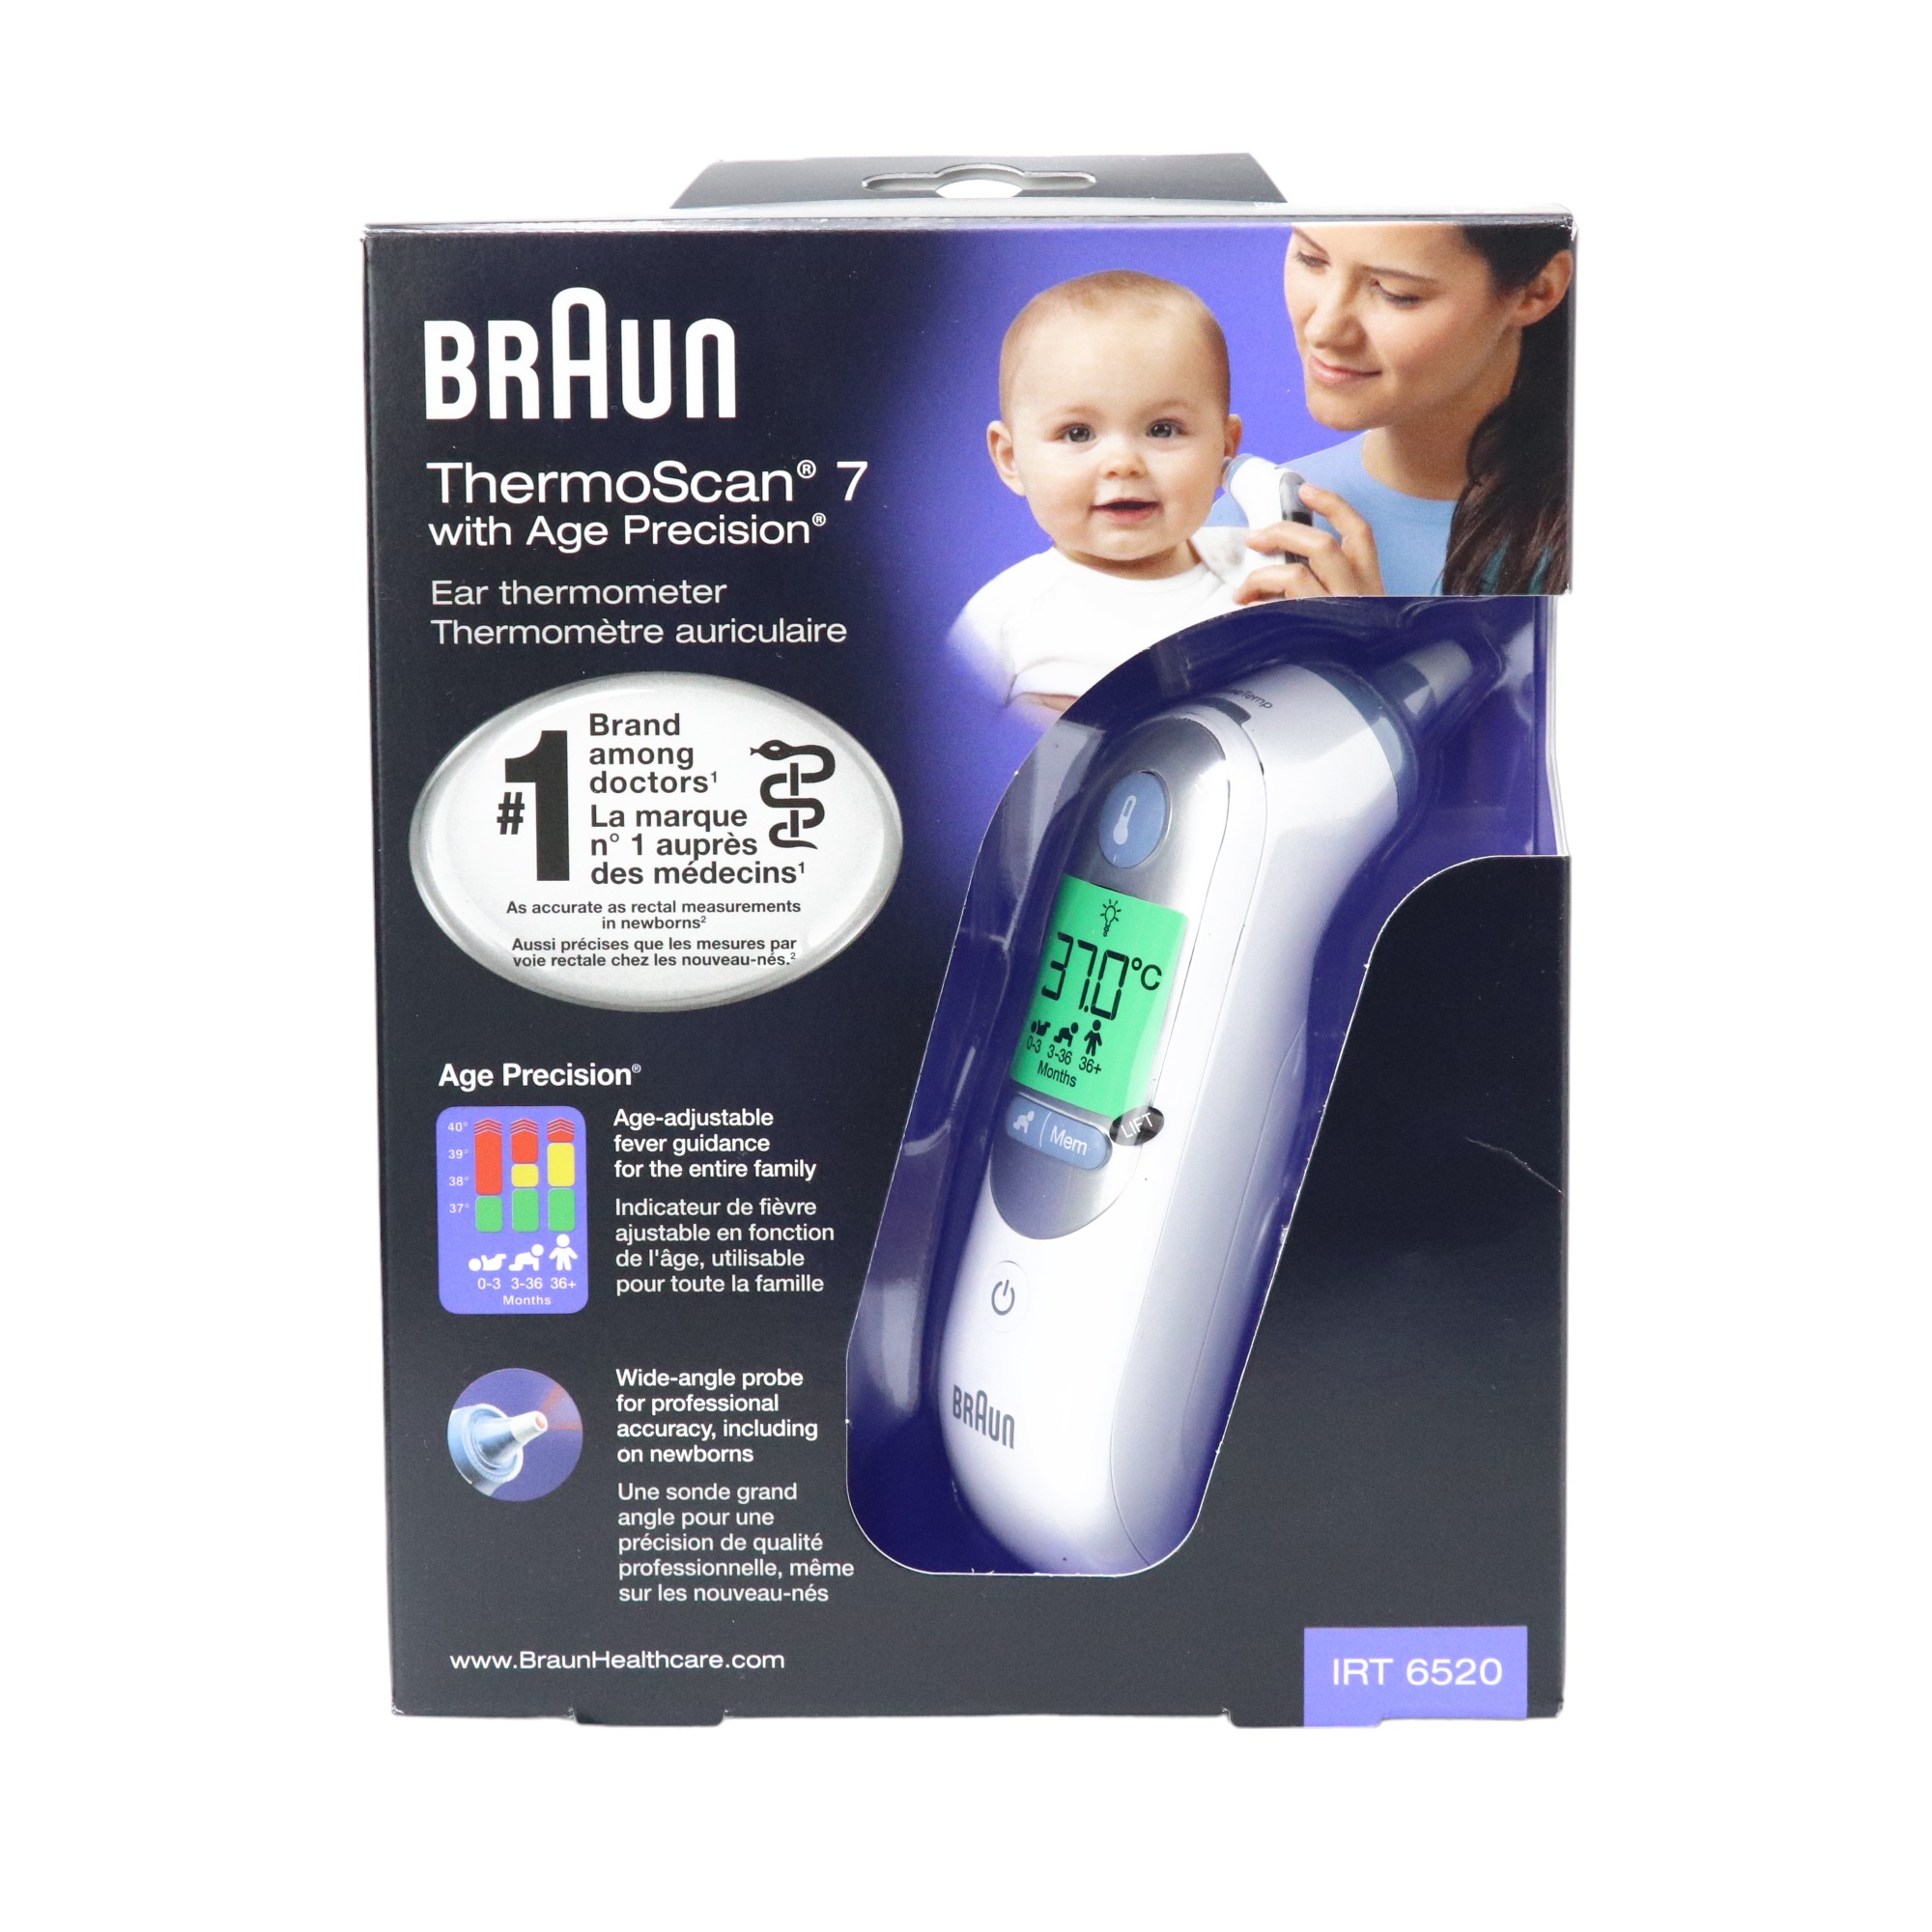 BRAUN
ThermoScan® 7
with Age Precision®
Ear thermometer
Thermomètre auriculaire
#1
Brand
among
doctors¹
La marque
n° 1 auprès
des médecins¹
As accurate as rectal measurements
in newborns²
Aussi précises que les mesures par
voie rectale chez les nouveau-nés.²
Age Precision®
40°
39°
38°
37°
0-3 3-36 36+
Months
Age-adjustable
fever guidance
for the entire family
Indicateur de fièvre
ajustable en fonction
de l'âge, utilisable
pour toute la famille
Wide-angle probe
for professional
accuracy, including
on newborns
Une sonde grand
angle pour une
précision de qualité
professionnelle, même
sur les nouveau-nés
www.BraunHealthcare.com
37.0°C
0-3 3-36 36+
Months
LIFT
Mem
BRAUN
IRT 6520